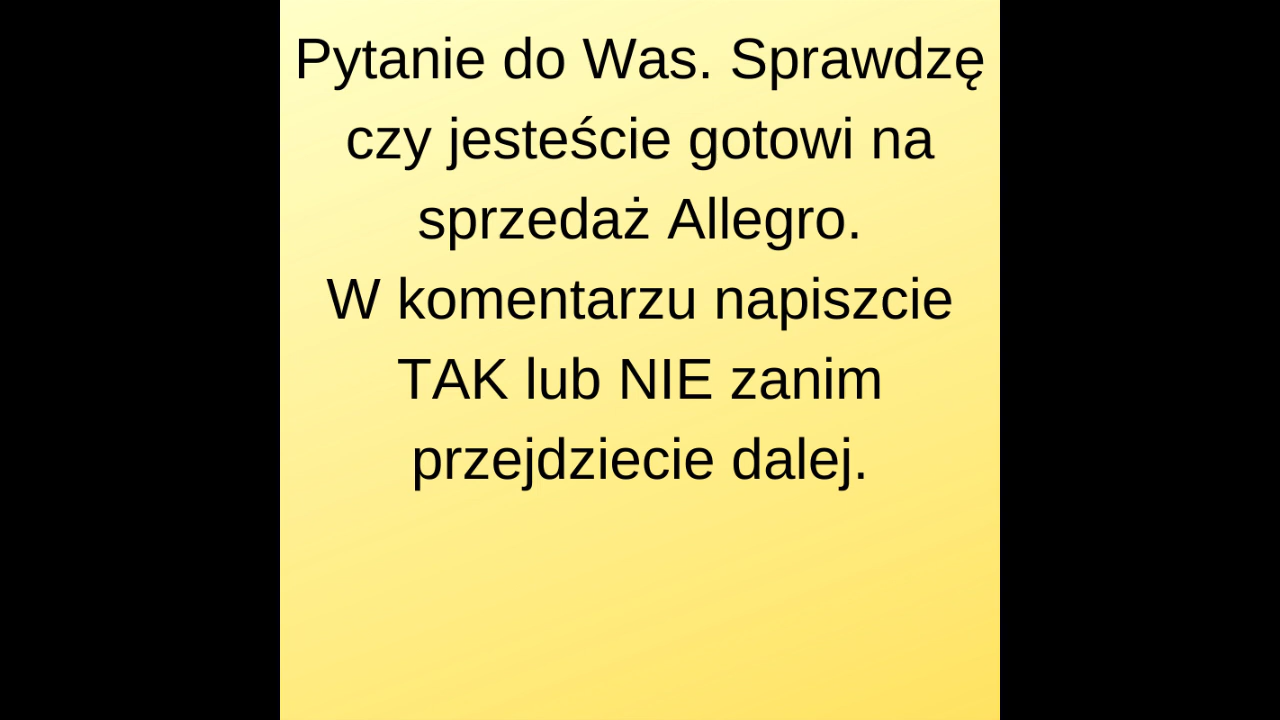 Pytanie do Was. Sprawdzę
czy jesteście gotowi na
sprzedaż Allegro.
W komentarzu napiszcie
TAK lub NIE zanim
przejdziecie dalej.